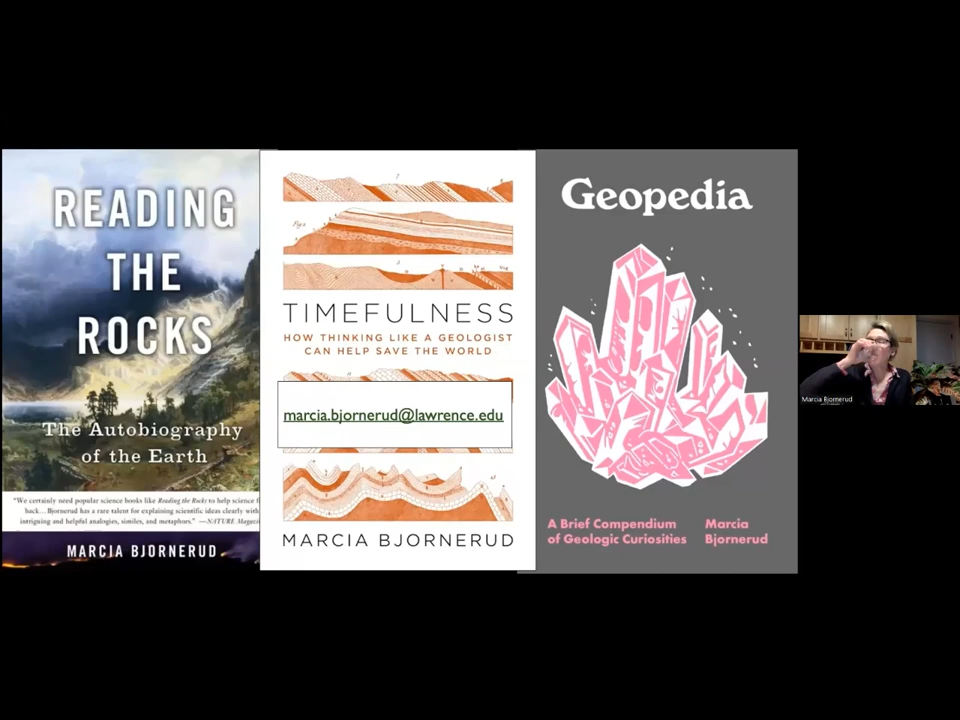 READING
THE
ROCKS
The Autobiography
of the Earth
"We certainly need popular science books like Reading the Rocks to help science
back... Bjornerud has a rare talent for explaining scientific ideas clearly
intriguing and helpful analogies, similes, and metaphors." —NATURE
MARCIA BJORNERUD
TIMEFULNESS
HOW THINKING LIKE A GEOLOGIST
CAN HELP SAVE THE WORLD
marcia.bjornerud@lawrence.edu
MARCIA BJORNERUD
Geopedia
A Brief Compendium
of Geologic Curiosities
Marcia
Bjornerud
Marcia Bjornerud